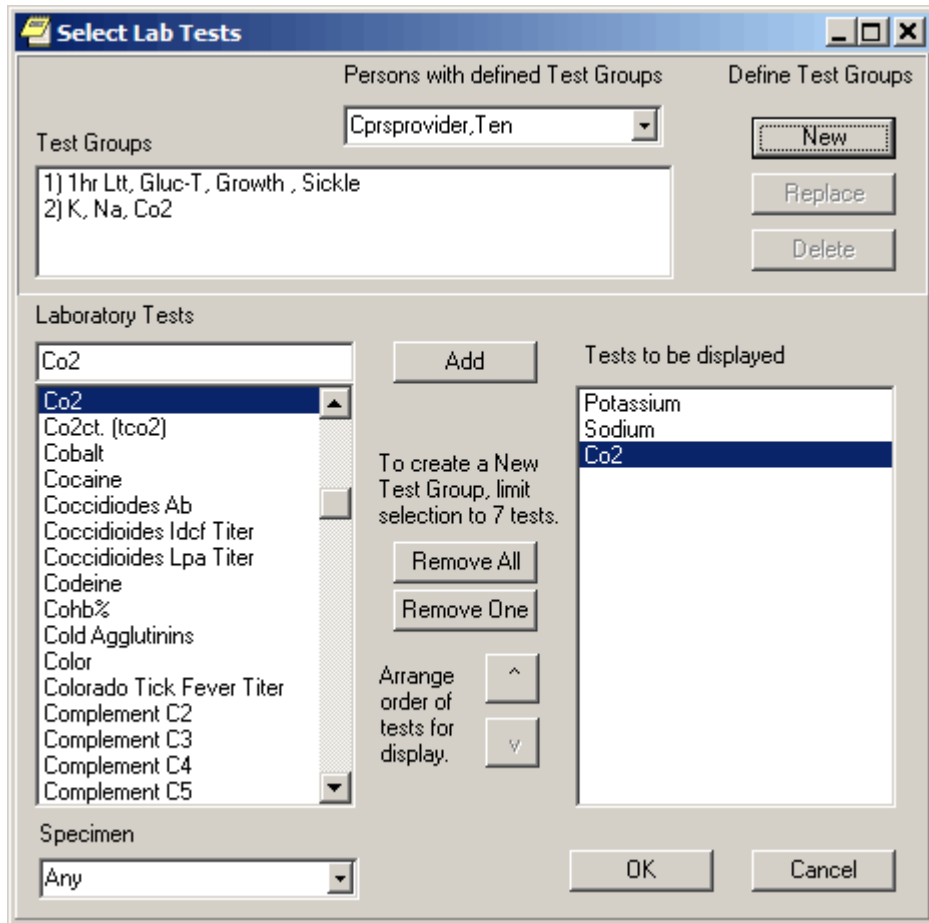 Select Lab Tests
Persons with defined Test Groups
Define Test Groups
Cprsprovider,Ten
New
Test Groups
1) 1hr Ltt, Gluc-T, Growth , Sickle
2) K, Na, Co2
Replace
Delete
Laboratory Tests
Co2
Add
Tests to be displayed
Co2
Co2ct. (tco2)
Cobalt
Cocaine
Coccidiodes Ab
Coccidioides Idcf Titer
Coccidioides Lpa Titer
Codeine
Cohb%
Cold Agglutinins
Color
Colorado Tick Fever Titer
Complement C2
Complement C3
Complement C4
Complement C5
To create a New
Test Group, limit
selection to 7 tests.
Remove All
Remove One
Arrange
order of
tests for
display.
^
v
Potassium
Sodium
Co2
Specimen
Any
OK
Cancel